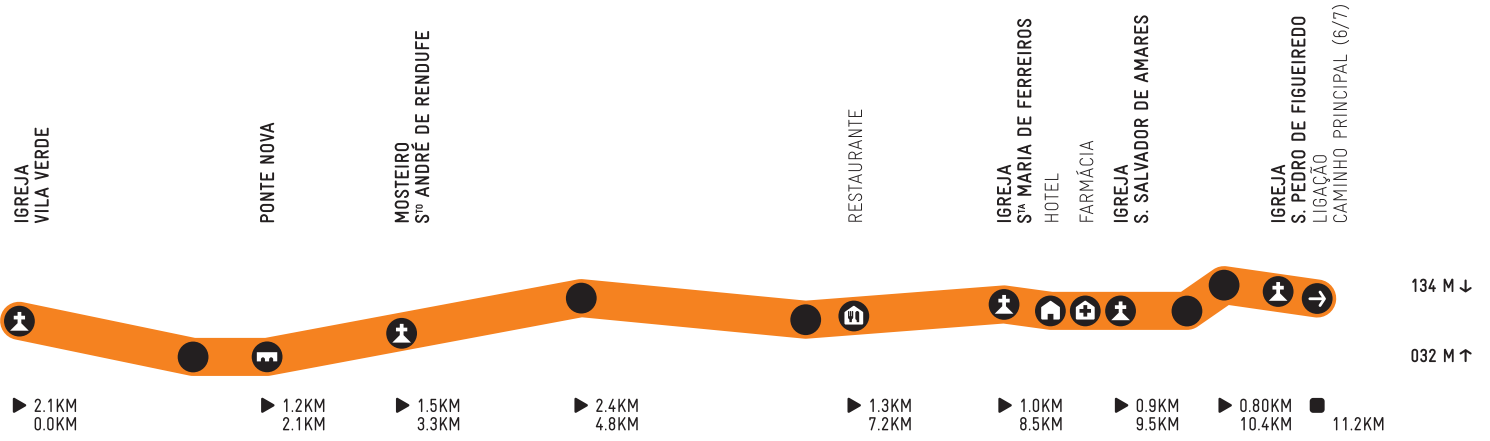 IGREJA
VILA VERDE
PONTE NOVA
MOSTEIRO
Sᵀᴼ ANDRÉ DE RENDUFE
RESTAURANTE
IGREJA
Sᵀᴬ MARIA DE FERREIROS
HOTEL
FARMÁCIA
IGREJA
S. SALVADOR DE AMARES
IGREJA
S. PEDRO DE FIGUEIREDO
LIGAÇÃO
CAMINHO PRINCIPAL (6/7)
134 M ↓
032 M ↑
2.1KM
0.0KM
1.2KM
2.1KM
1.5KM
3.3KM
2.4KM
4.8KM
1.3KM
7.2KM
1.0KM
8.5KM
0.9KM
9.5KM
0.80KM
10.4KM
11.2KM